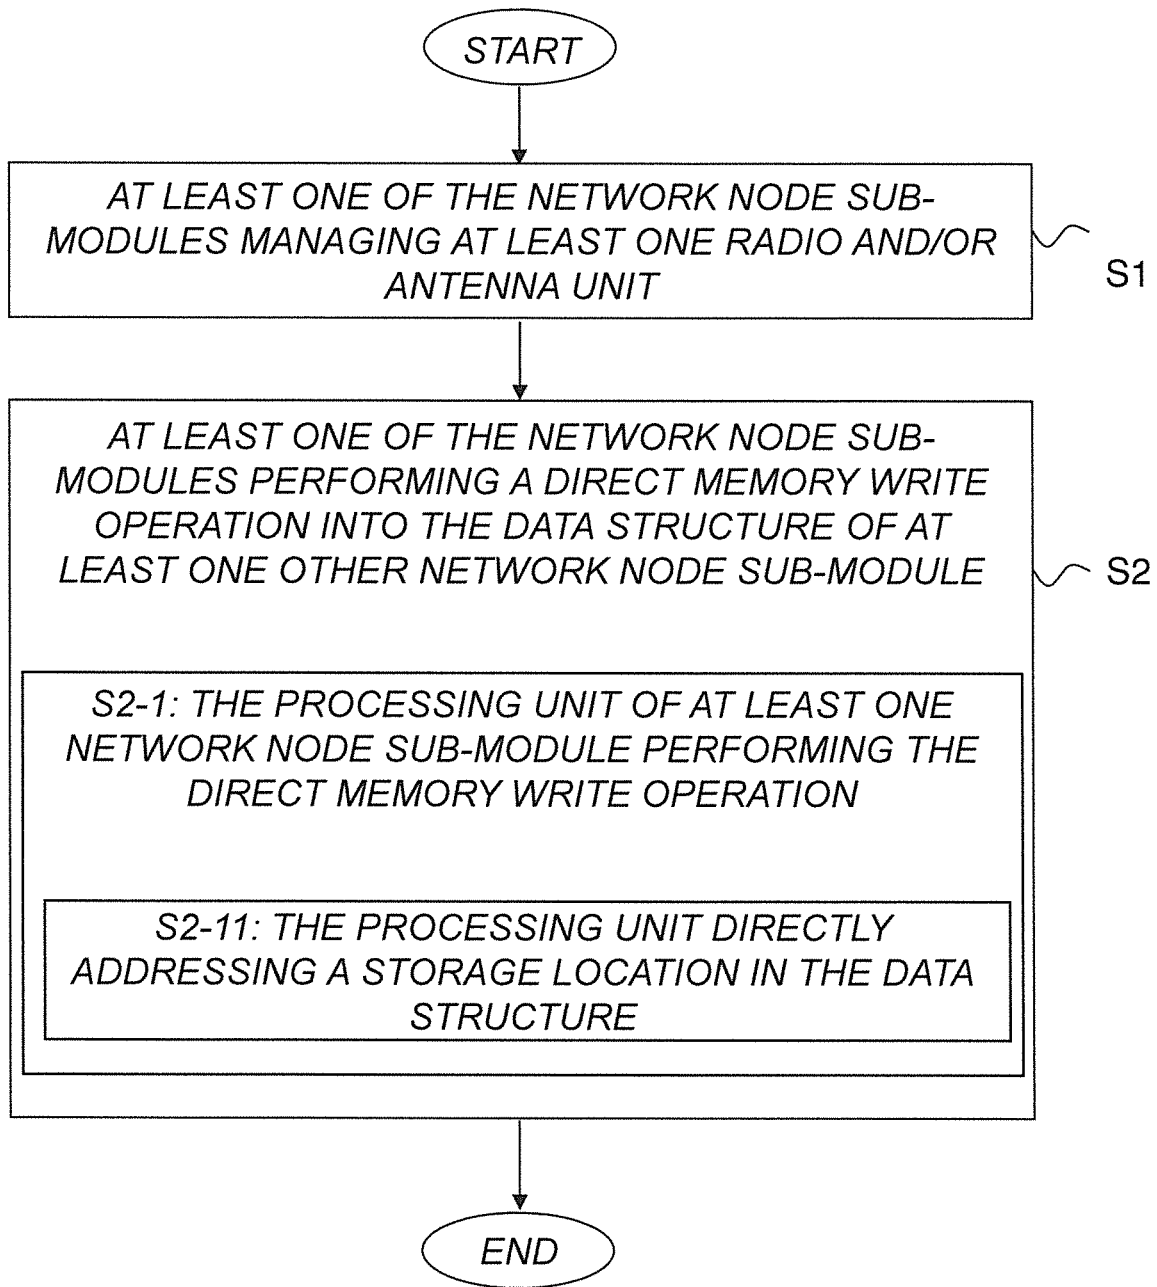 START
AT LEAST ONE OF THE NETWORK NODE SUB-
MODULES MANAGING AT LEAST ONE RADIO AND/OR
ANTENNA UNIT
S1
AT LEAST ONE OF THE NETWORK NODE SUB-
MODULES PERFORMING A DIRECT MEMORY WRITE
OPERATION INTO THE DATA STRUCTURE OF AT
LEAST ONE OTHER NETWORK NODE SUB-MODULE
S2
S2-1: THE PROCESSING UNIT OF AT LEAST ONE
NETWORK NODE SUB-MODULE PERFORMING THE
DIRECT MEMORY WRITE OPERATION
S2-11: THE PROCESSING UNIT DIRECTLY
ADDRESSING A STORAGE LOCATION IN THE DATA
STRUCTURE
END